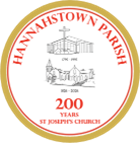 HANNAHSTOWN PARISH
200
YEARS
ST JOSEPH'S CHURCH